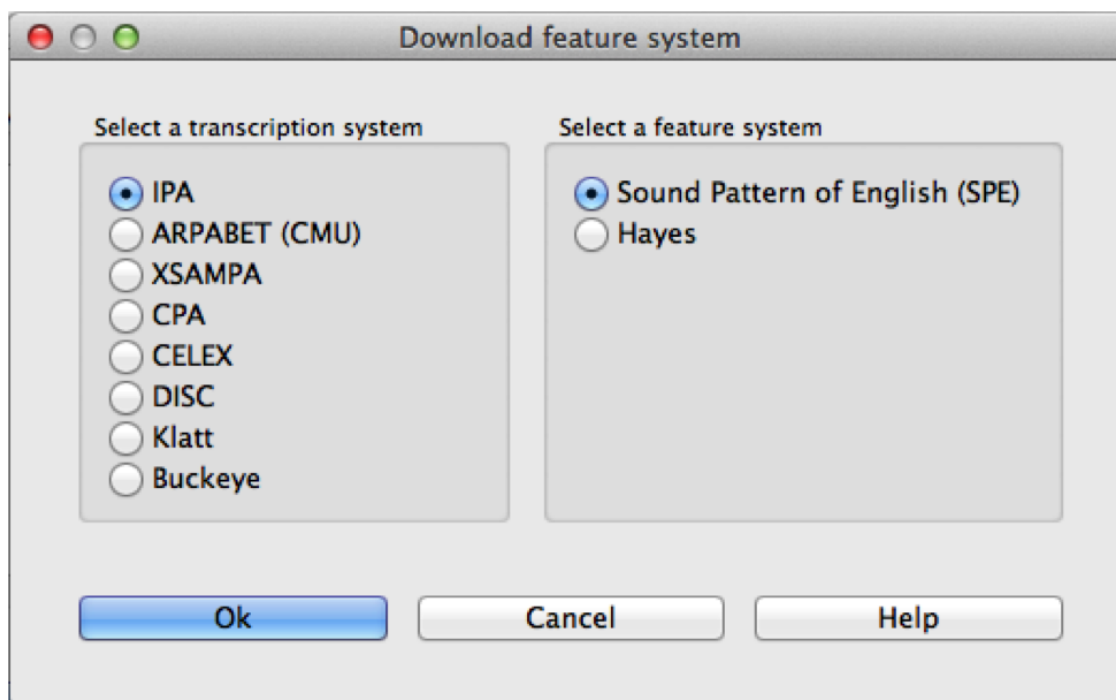 Download feature system
Select a transcription system
IPA
ARPABET (CMU)
XSAMPA
CPA
CELEX
DISC
Klatt
Buckeye
Select a feature system
Sound Pattern of English (SPE)
Hayes
Ok
Cancel
Help